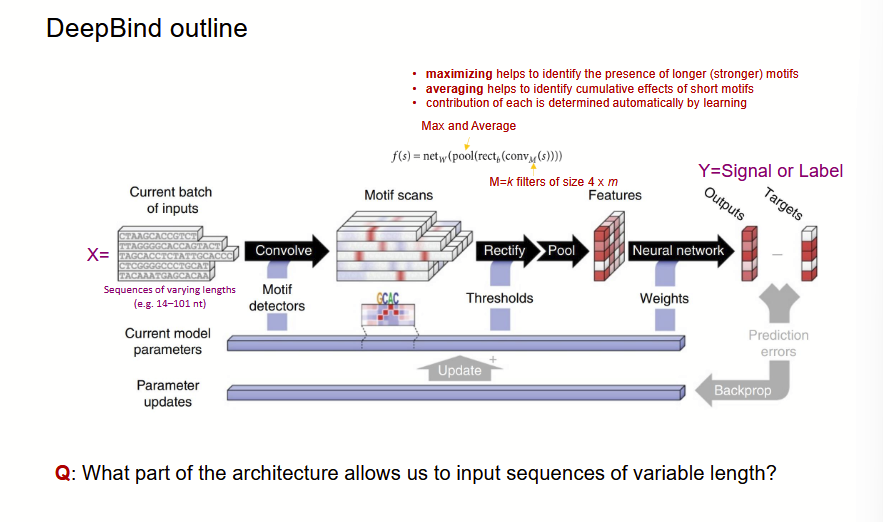 DeepBind outline
• maximizing helps to identify the presence of longer (stronger) motifs
• averaging helps to identify cumulative effects of short motifs
• contribution of each is determined automatically by learning
Max and Average
f(s) = net_W(pool(rect_b(conv_M(s))))
M=k filters of size 4 x m
Y=Signal or Label
Current batch
of inputs
Motif scans
Features
Outputs
Targets
X=
CTAAGCACCGTCT
TTAGGGGCACCAGTACT
TAGCACCTCTATTGCACCC
CTCGGGGCCCTGCAT
TACAAATGAGCACAA
Convolve
Rectify
Pool
Neural network
–
Sequences of varying lengths
(e.g. 14–101 nt)
Motif
detectors
GCAC
Thresholds
Weights
Current model
parameters
Prediction
errors
+
Update
Parameter
updates
Backprop
Q: What part of the architecture allows us to input sequences of variable length?